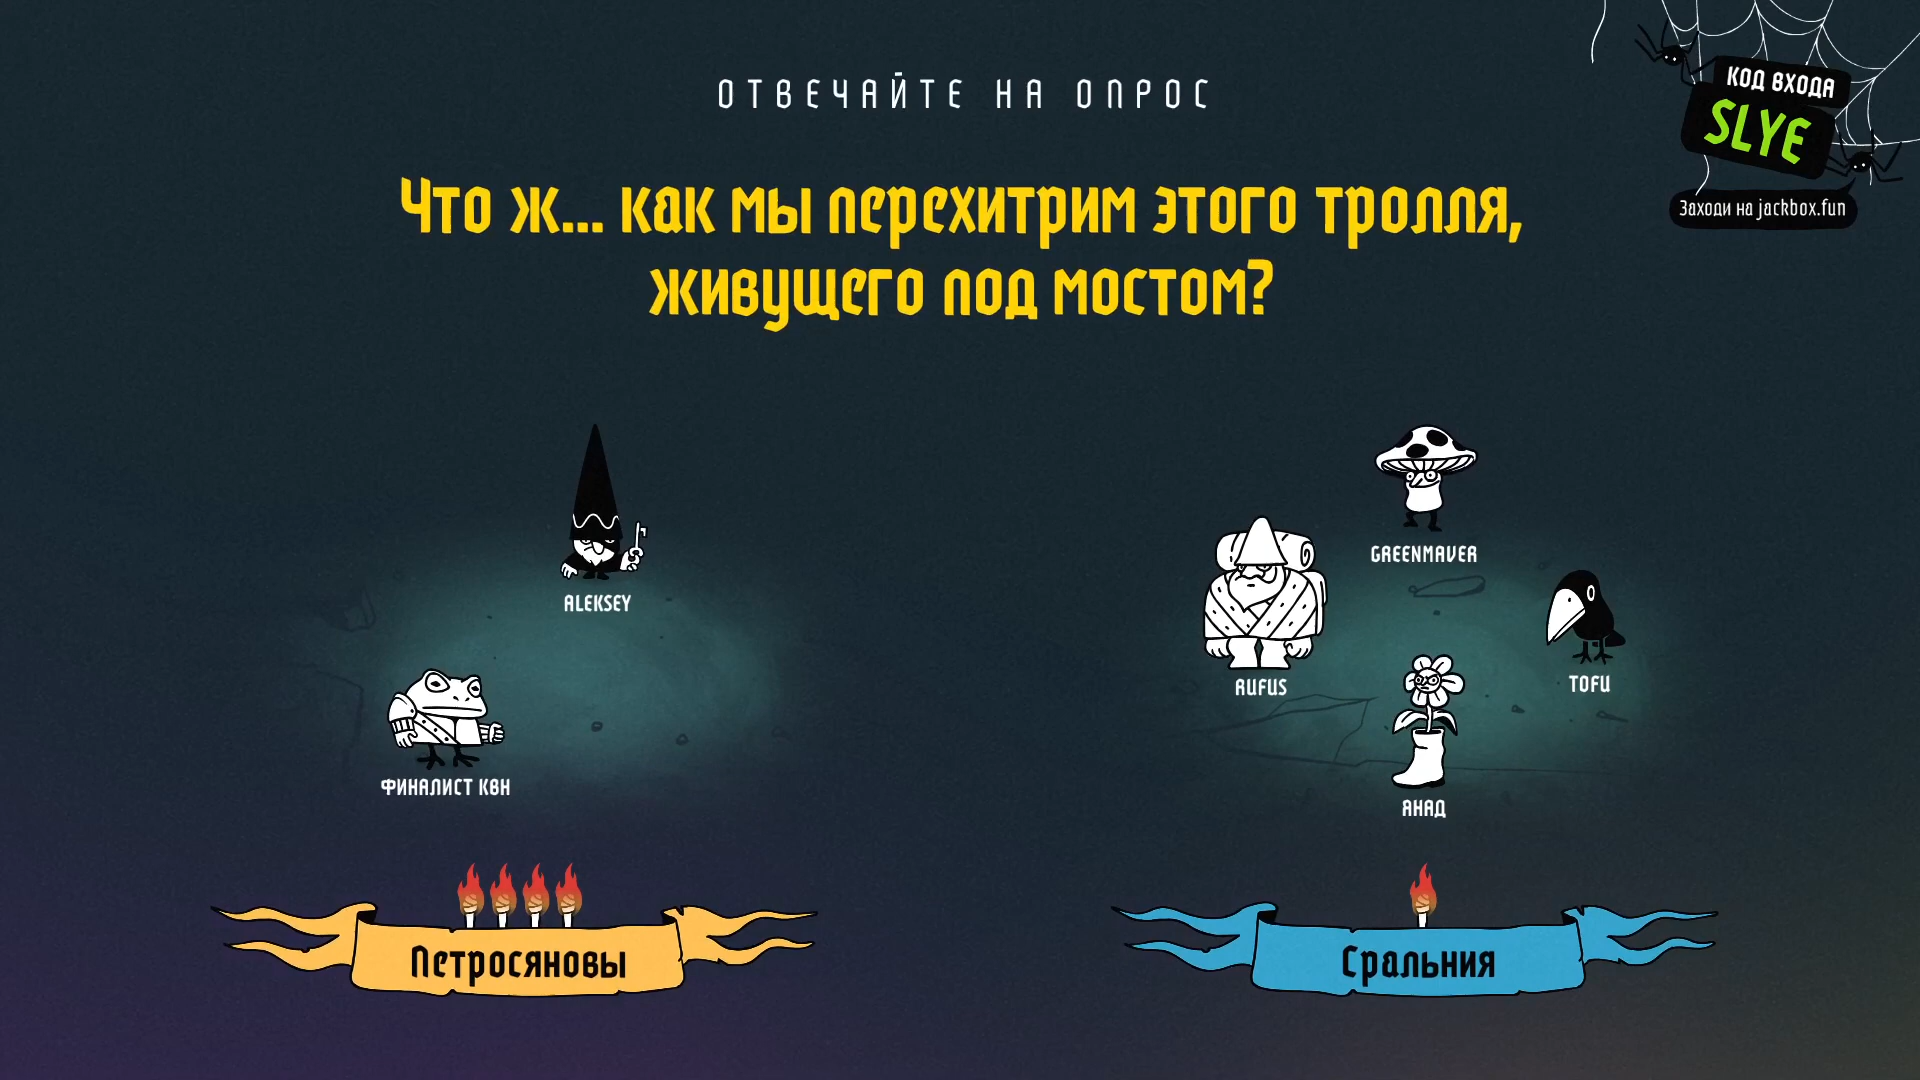 ОТВЕЧАЙТЕ НА ОПРОС
КОД ВХОДА
SLYE
Заходи на jackbox.fun
Что ж... как мы перехитрим этого тролля,
живущего под мостом?
ALEKSEY
ФИНАЛИСТ КВН
GREENMAVER
RUFUS
TOFU
АНАД
Петросяновы
Сральния